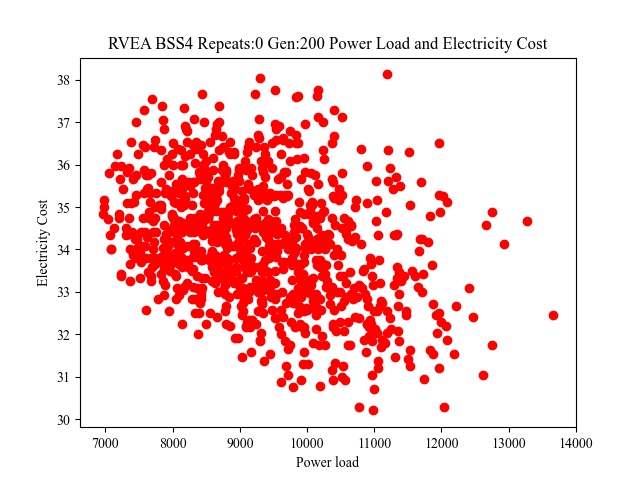 RVEA BSS4 Repeats:0 Gen:200 Power Load and Electricity Cost
38
37
36
35
34
33
32
31
30
Electricity Cost
7000 8000 9000 10000 11000 12000 13000 14000
Power load